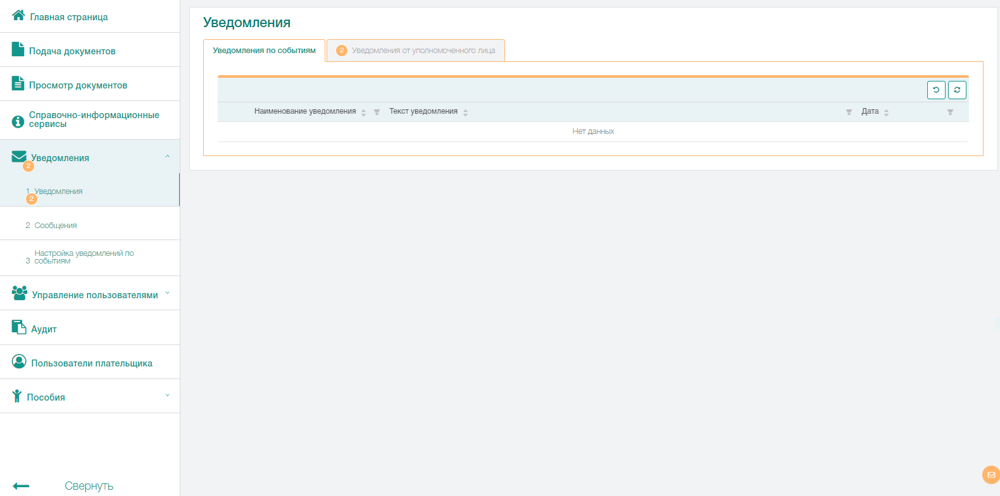 Главная страница
Подача документов
Просмотр документов
Справочно-информационные
сервисы
Уведомления
2
1 Уведомления
2
2 Сообщения
Настройка уведомлений по
3 событиям
Управление пользователями
Аудит
Пользователи плательщика
Пособия
Свернуть
Уведомления
Уведомления по событиям
2 Уведомления от уполномоченного лица
Наименование уведомления Текст уведомления Дата
Нет данных